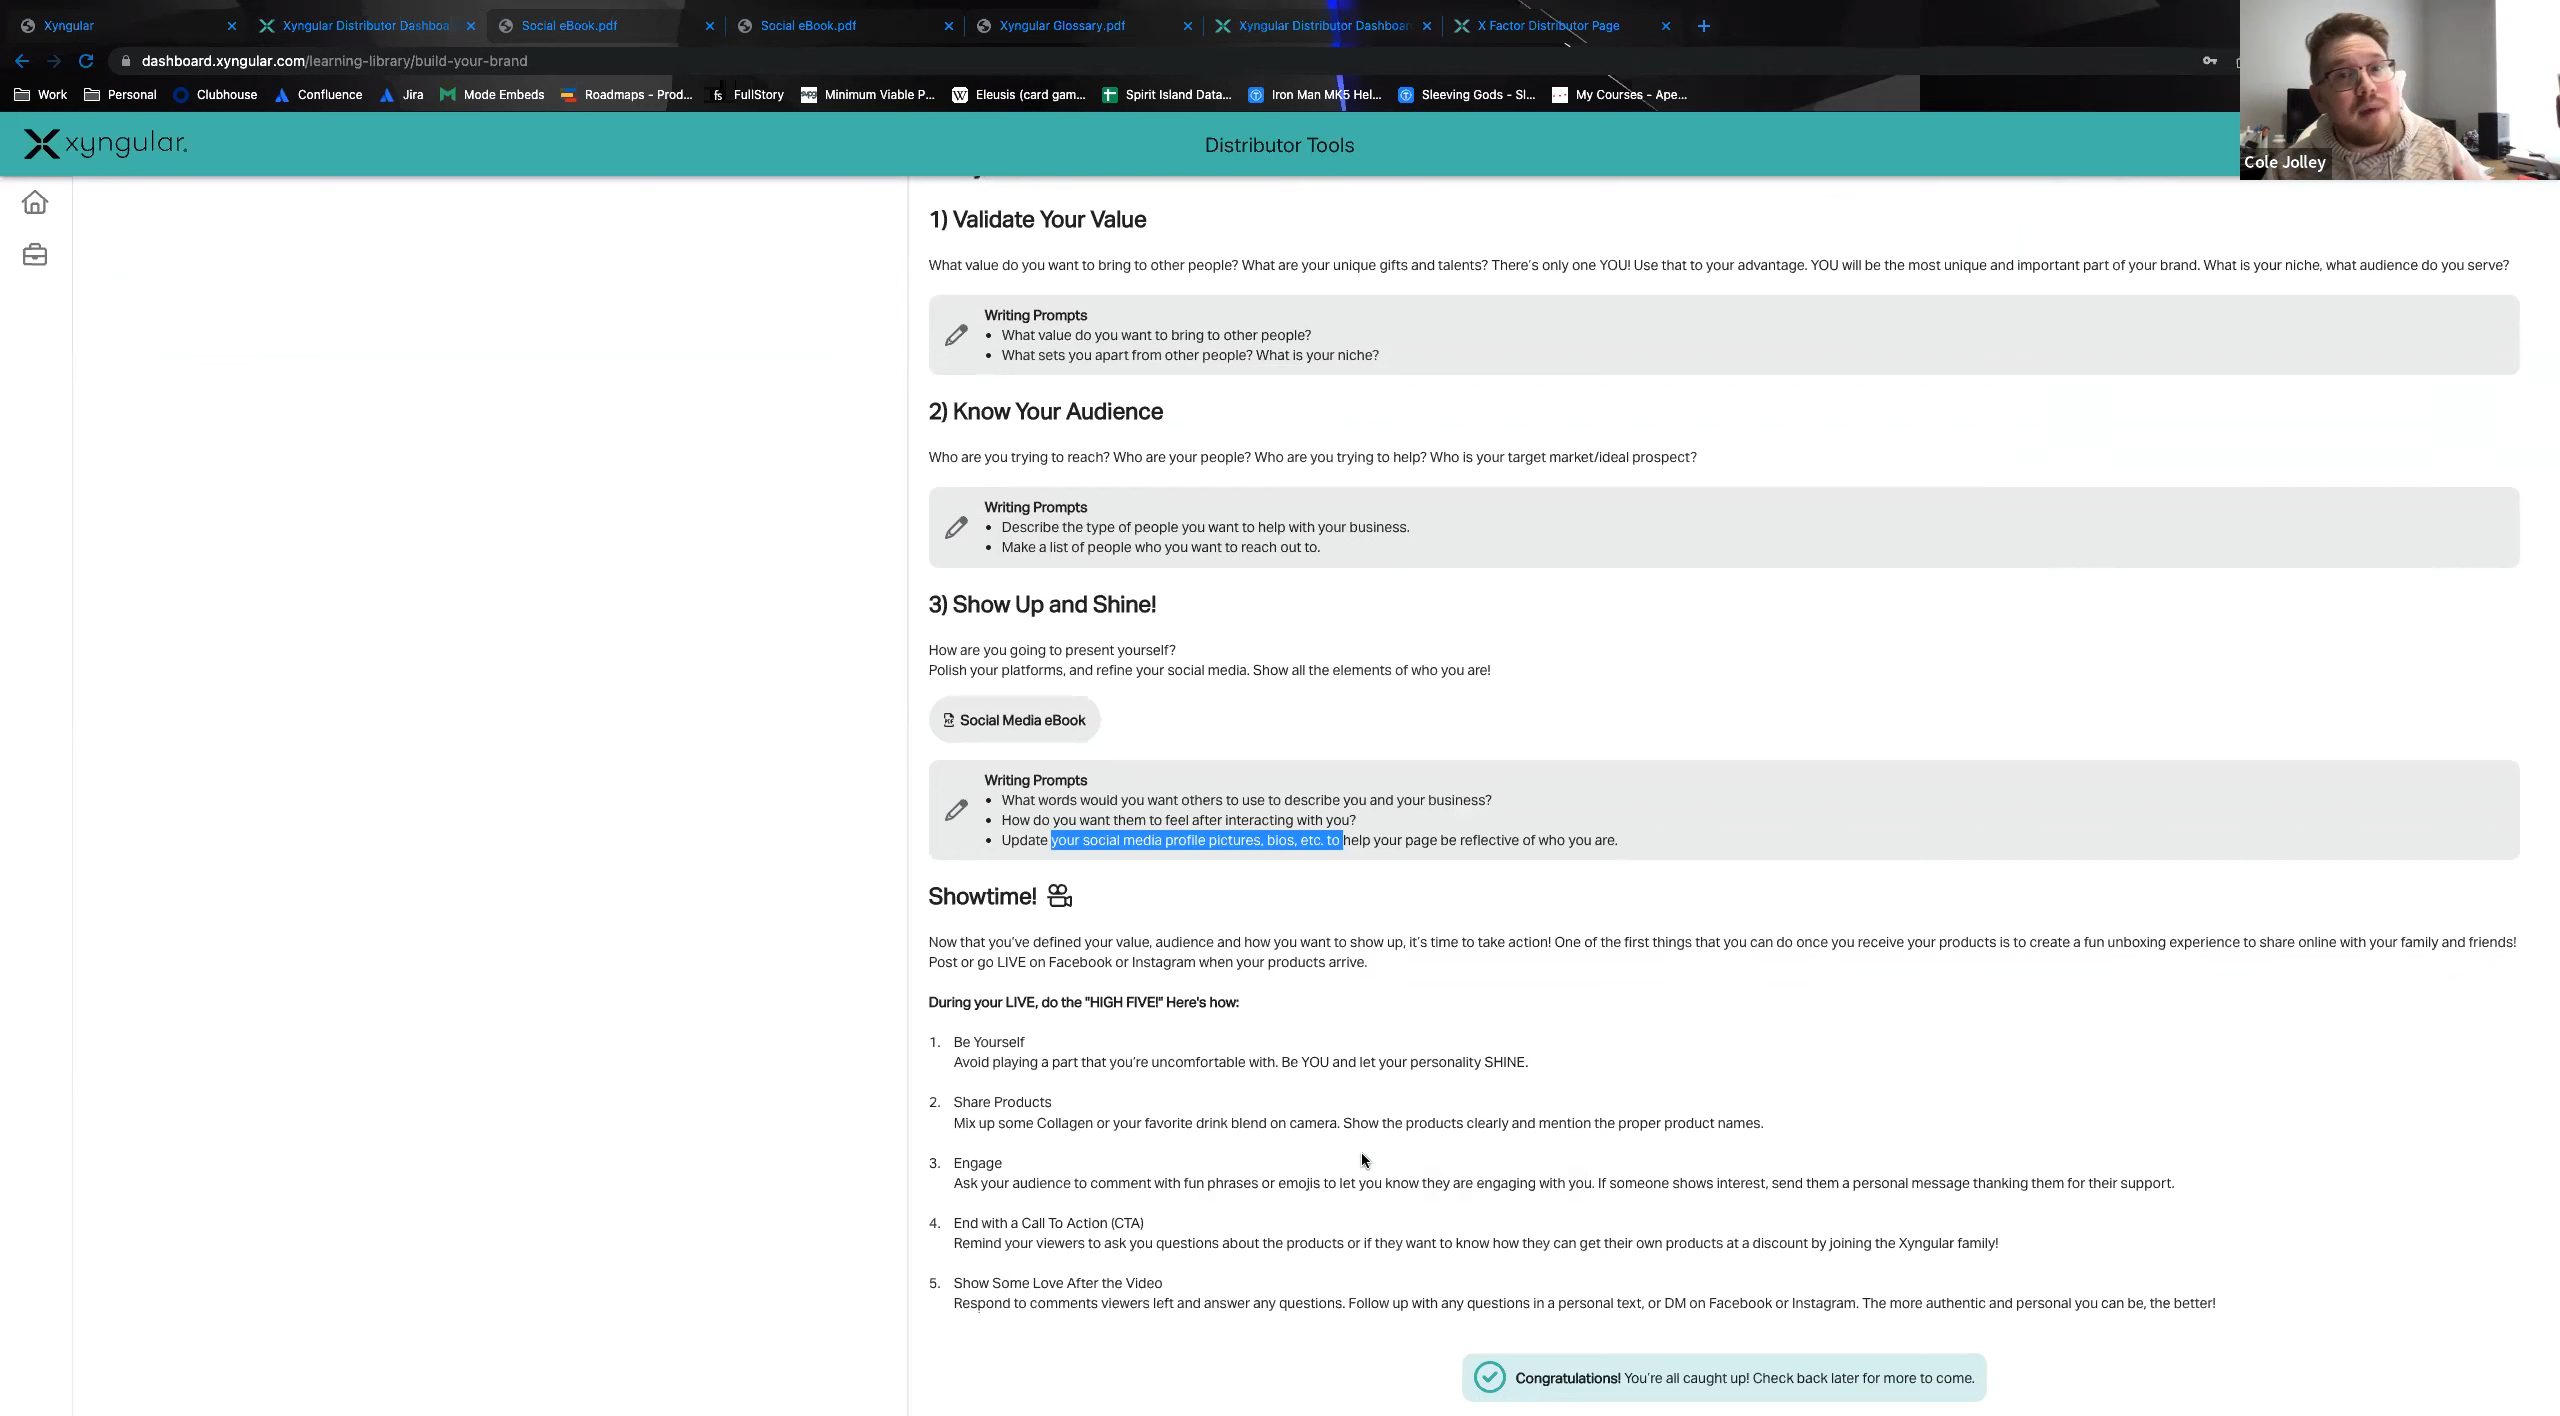 Xyngular
Xyngular Distributor Dashboa
Social eBook.pdf
Social eBook.pdf
Xyngular Glossary.pdf
Xyngular Distributor Dashboar
X Factor Distributor Page
dashboard.xyngular.com/learning-library/build-your-brand
Work
Personal
Clubhouse
Confluence
Jira
Mode Embeds
Roadmaps - Prod...
FullStory
Minimum Viable P...
Eleusis (card gam...
Spirit Island Data...
Iron Man MK5 Hel...
Sleeving Gods - Sl...
My Courses - Ape...
xyngular.
Distributor Tools
Cole Jolley
1) Validate Your Value
What value do you want to bring to other people? What are your unique gifts and talents? There's only one YOU! Use that to your advantage. YOU will be the most unique and important part of your brand. What is your niche, what audience do you serve?
Writing Prompts
• What value do you want to bring to other people?
• What sets you apart from other people? What is your niche?
2) Know Your Audience
Who are you trying to reach? Who are your people? Who are you trying to help? Who is your target market/ideal prospect?
Writing Prompts
• Describe the type of people you want to help with your business.
• Make a list of people who you want to reach out to.
3) Show Up and Shine!
How are you going to present yourself?
Polish your platforms, and refine your social media. Show all the elements of who you are!
Social Media eBook
Writing Prompts
• What words would you want others to use to describe you and your business?
• How do you want them to feel after interacting with you?
• Update your social media profile pictures, bios, etc. to help your page be reflective of who you are.
Showtime!
Now that you've defined your value, audience and how you want to show up, it's time to take action! One of the first things that you can do once you receive your products is to create a fun unboxing experience to share online with your family and friends!
Post or go LIVE on Facebook or Instagram when your products arrive.
During your LIVE, do the "HIGH FIVE!" Here's how:
1. Be Yourself
Avoid playing a part that you're uncomfortable with. Be YOU and let your personality SHINE.
2. Share Products
Mix up some Collagen or your favorite drink blend on camera. Show the products clearly and mention the proper product names.
3. Engage
Ask your audience to comment with fun phrases or emojis to let you know they are engaging with you. If someone shows interest, send them a personal message thanking them for their support.
4. End with a Call To Action (CTA)
Remind your viewers to ask you questions about the products or if they want to know how they can get their own products at a discount by joining the Xyngular family!
5. Show Some Love After the Video
Respond to comments viewers left and answer any questions. Follow up with any questions in a personal text, or DM on Facebook or Instagram. The more authentic and personal you can be, the better!
Congratulations! You're all caught up! Check back later for more to come.